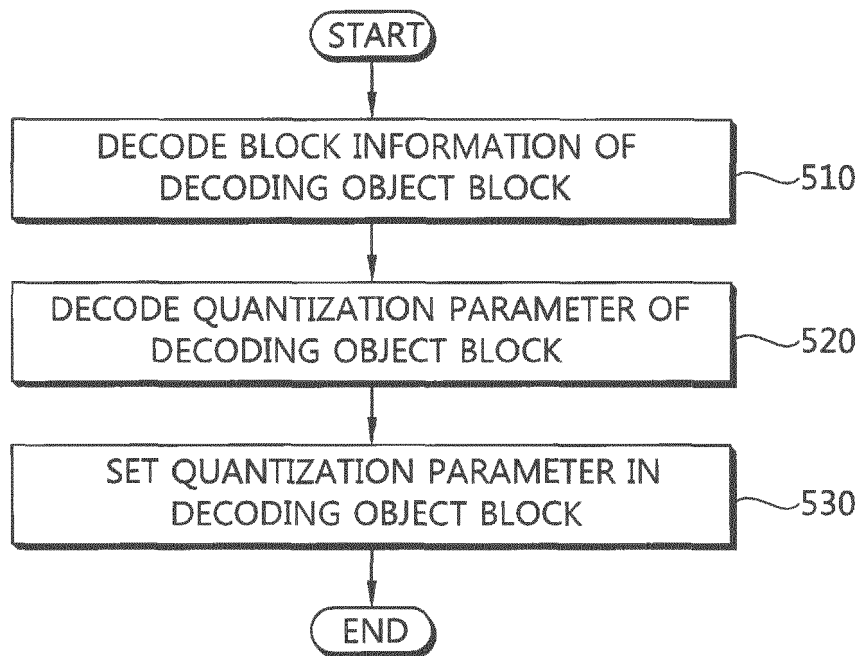 START
DECODE BLOCK INFORMATION OF
DECODING OBJECT BLOCK
510
DECODE QUANTIZATION PARAMETER OF
DECODING OBJECT BLOCK
520
SET QUANTIZATION PARAMETER IN
DECODING OBJECT BLOCK
530
END